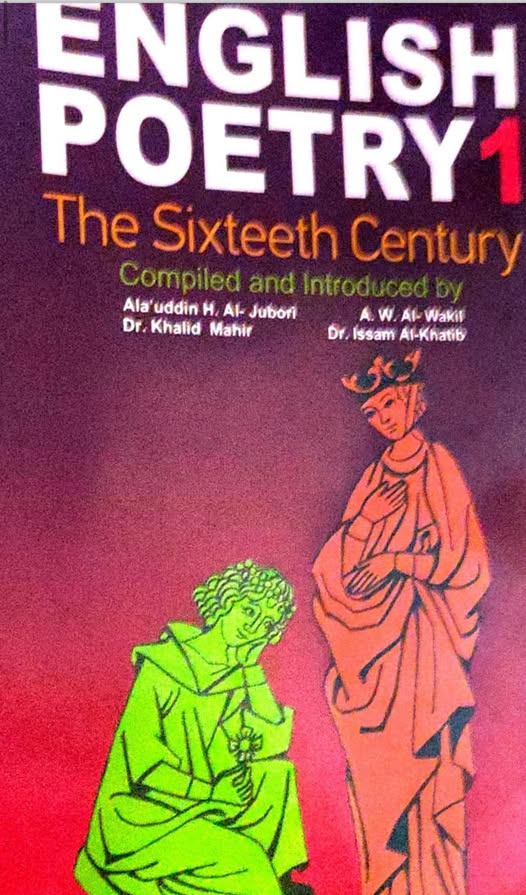 ENGLISH
POETRY 1
The Sixteeth Century
Compiled and Introduced by
Ala'uddin H. Al- Jubori A. W. Al- Wakil
Dr. Khalid Mahir Dr. Issam Al-Khatib